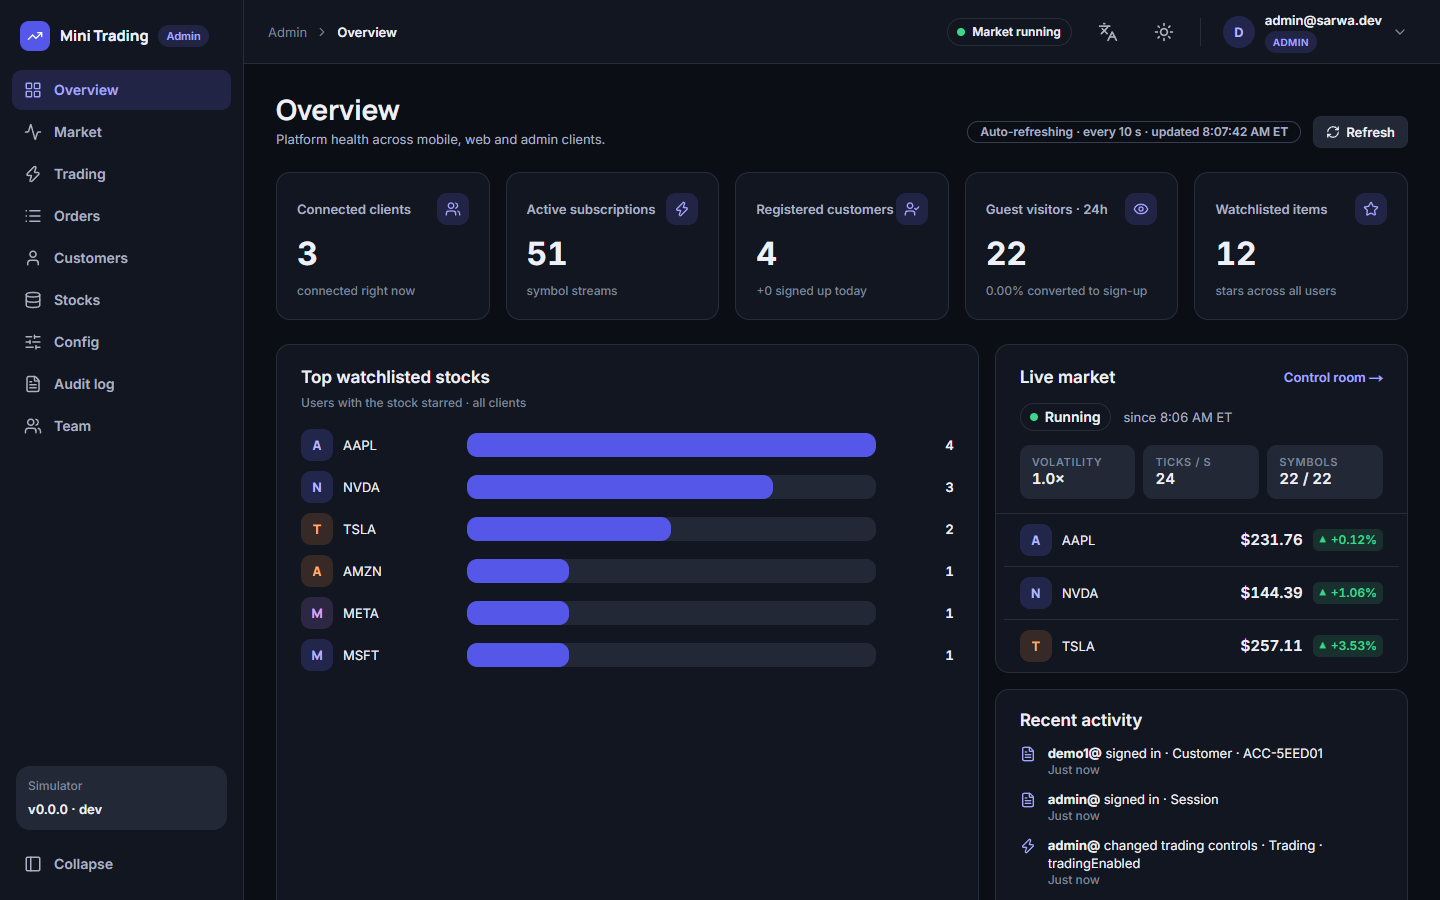 Mini Trading
Admin
Overview
Market
Trading
Orders
Customers
Stocks
Config
Audit log
Team
Simulator
v0.0.0 · dev
Collapse
Admin > Overview
Market running
D
admin@sarwa.dev
ADMIN
Overview
Platform health across mobile, web and admin clients.
Auto-refreshing · every 10 s · updated 8:07:42 AM ET
Refresh
Connected clients
3
connected right now
Active subscriptions
51
symbol streams
Registered customers
4
+0 signed up today
Guest visitors · 24h
22
0.00% converted to sign-up
Watchlisted items
12
stars across all users
Top watchlisted stocks
Users with the stock starred · all clients
A AAPL 4
N NVDA 3
T TSLA 2
A AMZN 1
M META 1
M MSFT 1
Live market
Control room →
Running
since 8:06 AM ET
VOLATILITY
1.0×
TICKS / S
24
SYMBOLS
22 / 22
A AAPL $231.76 ▲ +0.12%
N NVDA $144.39 ▲ +1.06%
T TSLA $257.11 ▲ +3.53%
Recent activity
demo1@ signed in · Customer · ACC-5EED01
Just now
admin@ signed in · Session
Just now
admin@ changed trading controls · Trading ·
tradingEnabled
Just now